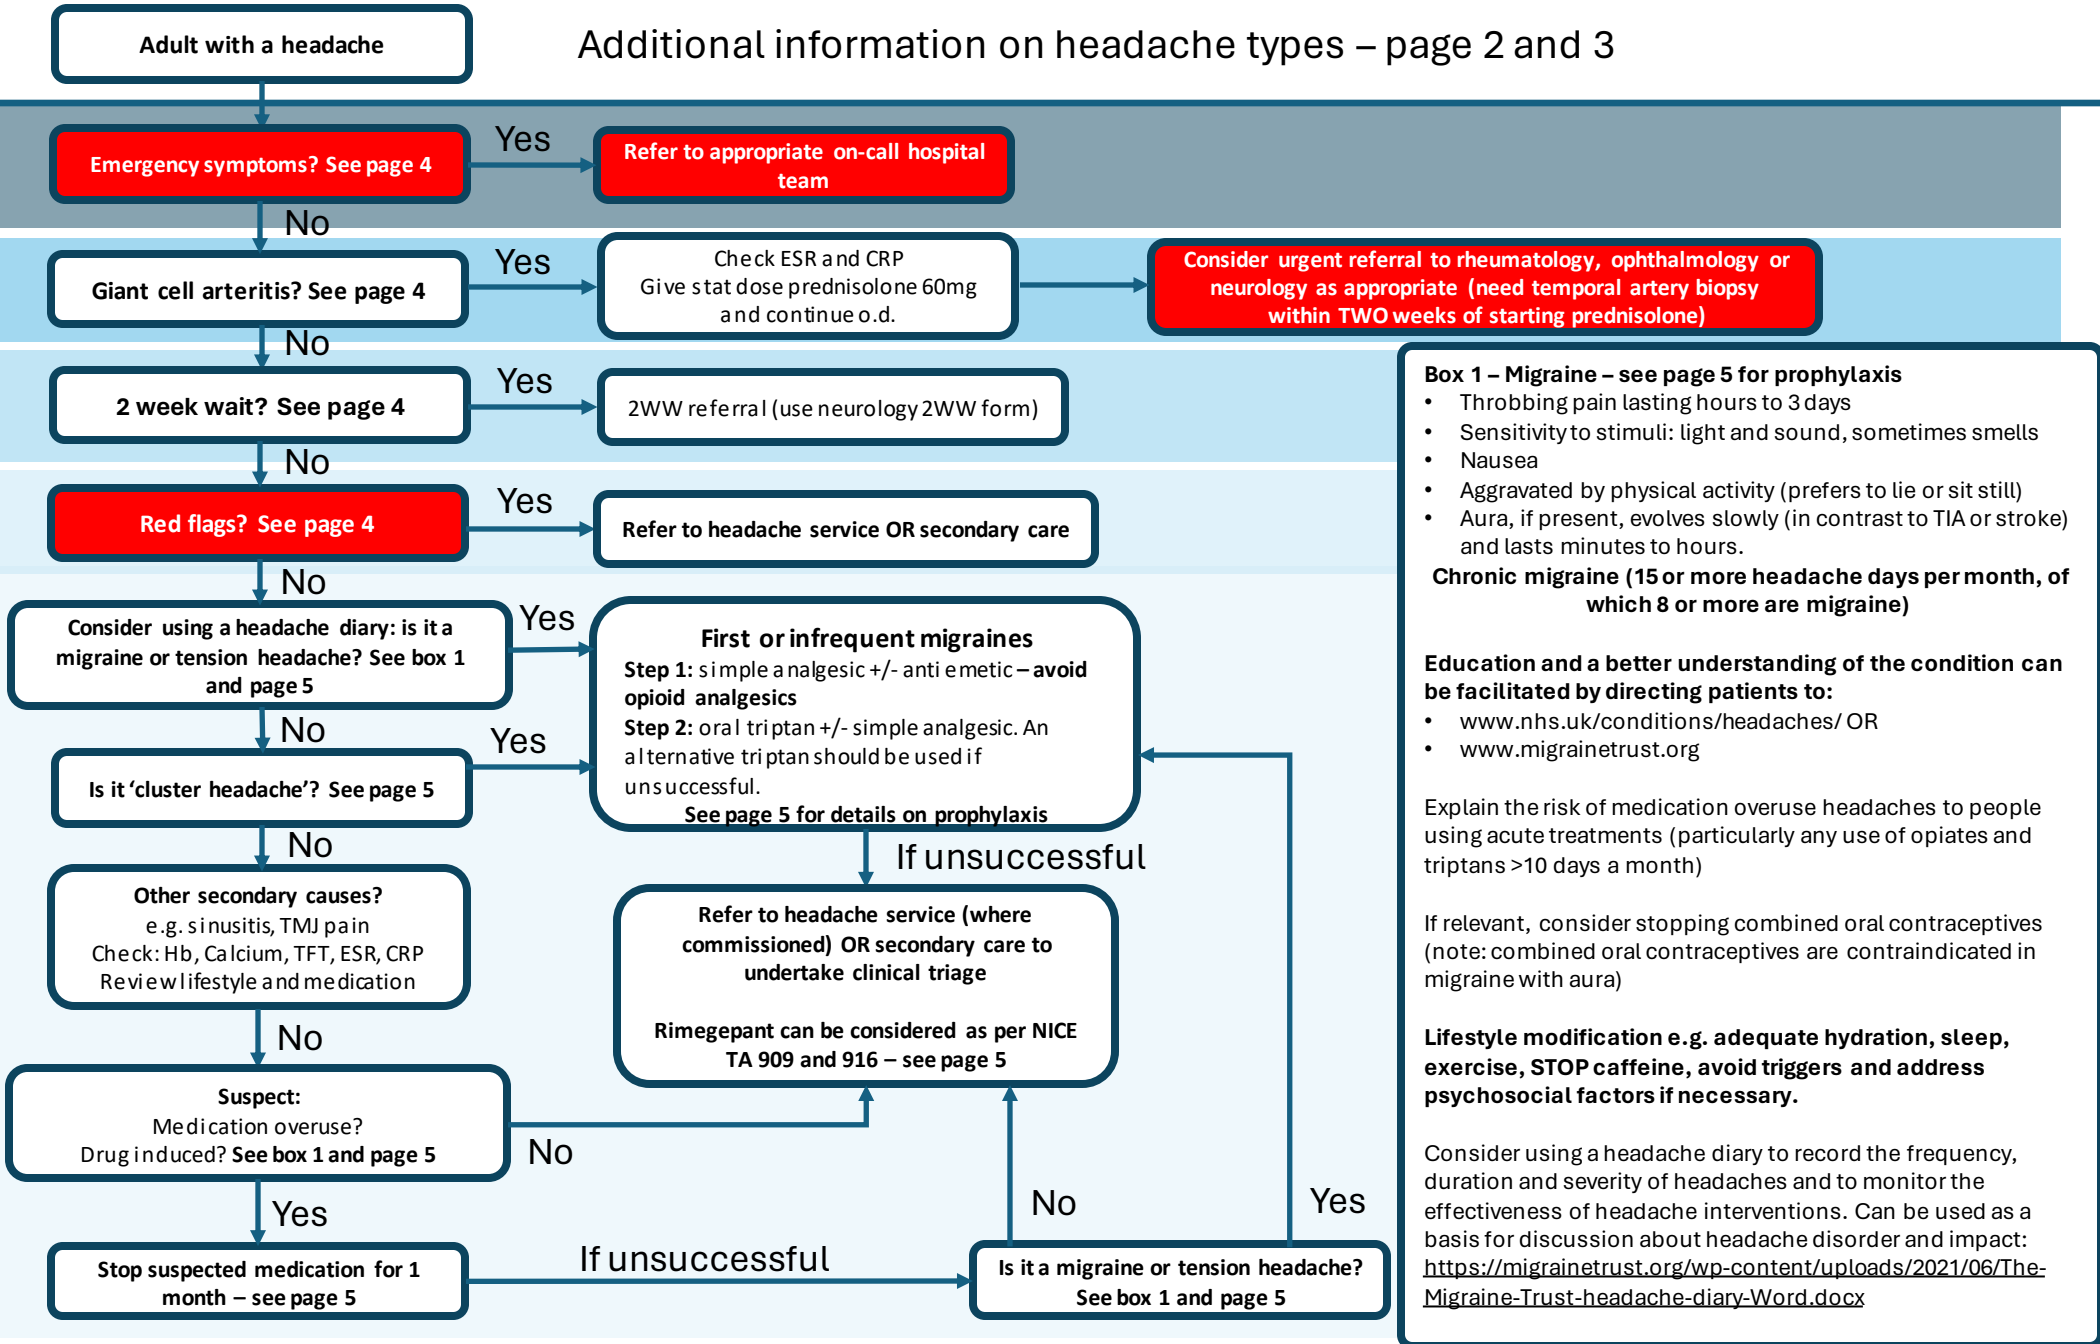 Adult with a headache
Additional information on headache types – page 2 and 3
Emergency symptoms? See page 4
Yes
Refer to appropriate on-call hospital
team
No
Giant cell arteritis? See page 4
Yes
Check ESR and CRP
Give stat dose prednisolone 60mg
and continue o.d.
Consider urgent referral to rheumatology, ophthalmology or
neurology as appropriate (need temporal artery biopsy
within TWO weeks of starting prednisolone)
No
2 week wait? See page 4
Yes
2WW referral (use neurology 2WW form)
No
Red flags? See page 4
Yes
Refer to headache service OR secondary care
No
Consider using a headache diary: is it a
migraine or tension headache? See box 1
and page 5
Yes
First or infrequent migraines
Step 1: simple analgesic +/- anti emetic – avoid
opioid analgesics
Step 2: oral triptan +/- simple analgesic. An
alternative triptan should be used if
unsuccessful.
See page 5 for details on prophylaxis
No
Is it ‘cluster headache’? See page 5
Yes
No
If unsuccessful
Other secondary causes?
e.g. sinusitis, TMJ pain
Check: Hb, Calcium, TFT, ESR, CRP
Review lifestyle and medication
Refer to headache service (where
commissioned) OR secondary care to
undertake clinical triage
Rimegepant can be considered as per NICE
TA 909 and 916 – see page 5
No
Suspect:
Medication overuse?
Drug induced? See box 1 and page 5
No
Yes
Stop suspected medication for 1
month – see page 5
If unsuccessful
Is it a migraine or tension headache?
See box 1 and page 5
No
Yes
Box 1 – Migraine – see page 5 for prophylaxis
• Throbbing pain lasting hours to 3 days
• Sensitivity to stimuli: light and sound, sometimes smells
• Nausea
• Aggravated by physical activity (prefers to lie or sit still)
• Aura, if present, evolves slowly (in contrast to TIA or stroke)
and lasts minutes to hours.
Chronic migraine (15 or more headache days per month, of
which 8 or more are migraine)
Education and a better understanding of the condition can
be facilitated by directing patients to:
• www.nhs.uk/conditions/headaches/ OR
• www.migrainetrust.org
Explain the risk of medication overuse headaches to people
using acute treatments (particularly any use of opiates and
triptans >10 days a month)
If relevant, consider stopping combined oral contraceptives
(note: combined oral contraceptives are contraindicated in
migraine with aura)
Lifestyle modification e.g. adequate hydration, sleep,
exercise, STOP caffeine, avoid triggers and address
psychosocial factors if necessary.
Consider using a headache diary to record the frequency,
duration and severity of headaches and to monitor the
effectiveness of headache interventions. Can be used as a
basis for discussion about headache disorder and impact:
https://migrainetrust.org/wp-content/uploads/2021/06/The-
Migraine-Trust-headache-diary-Word.docx